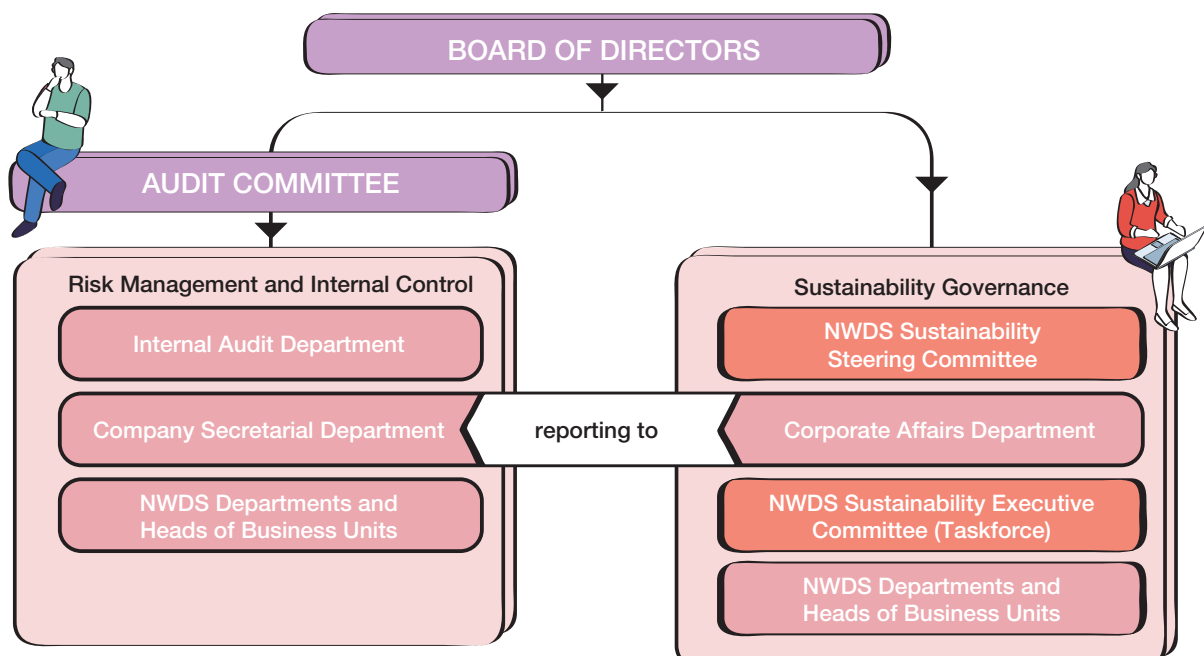 BOARD OF DIRECTORS
AUDIT COMMITTEE
Risk Management and Internal Control
Internal Audit Department
Company Secretarial Department
NWDS Departments and
Heads of Business Units
reporting to
Sustainability Governance
NWDS Sustainability
Steering Committee
Corporate Affairs Department
NWDS Sustainability Executive
Committee (Taskforce)
NWDS Departments and
Heads of Business Units